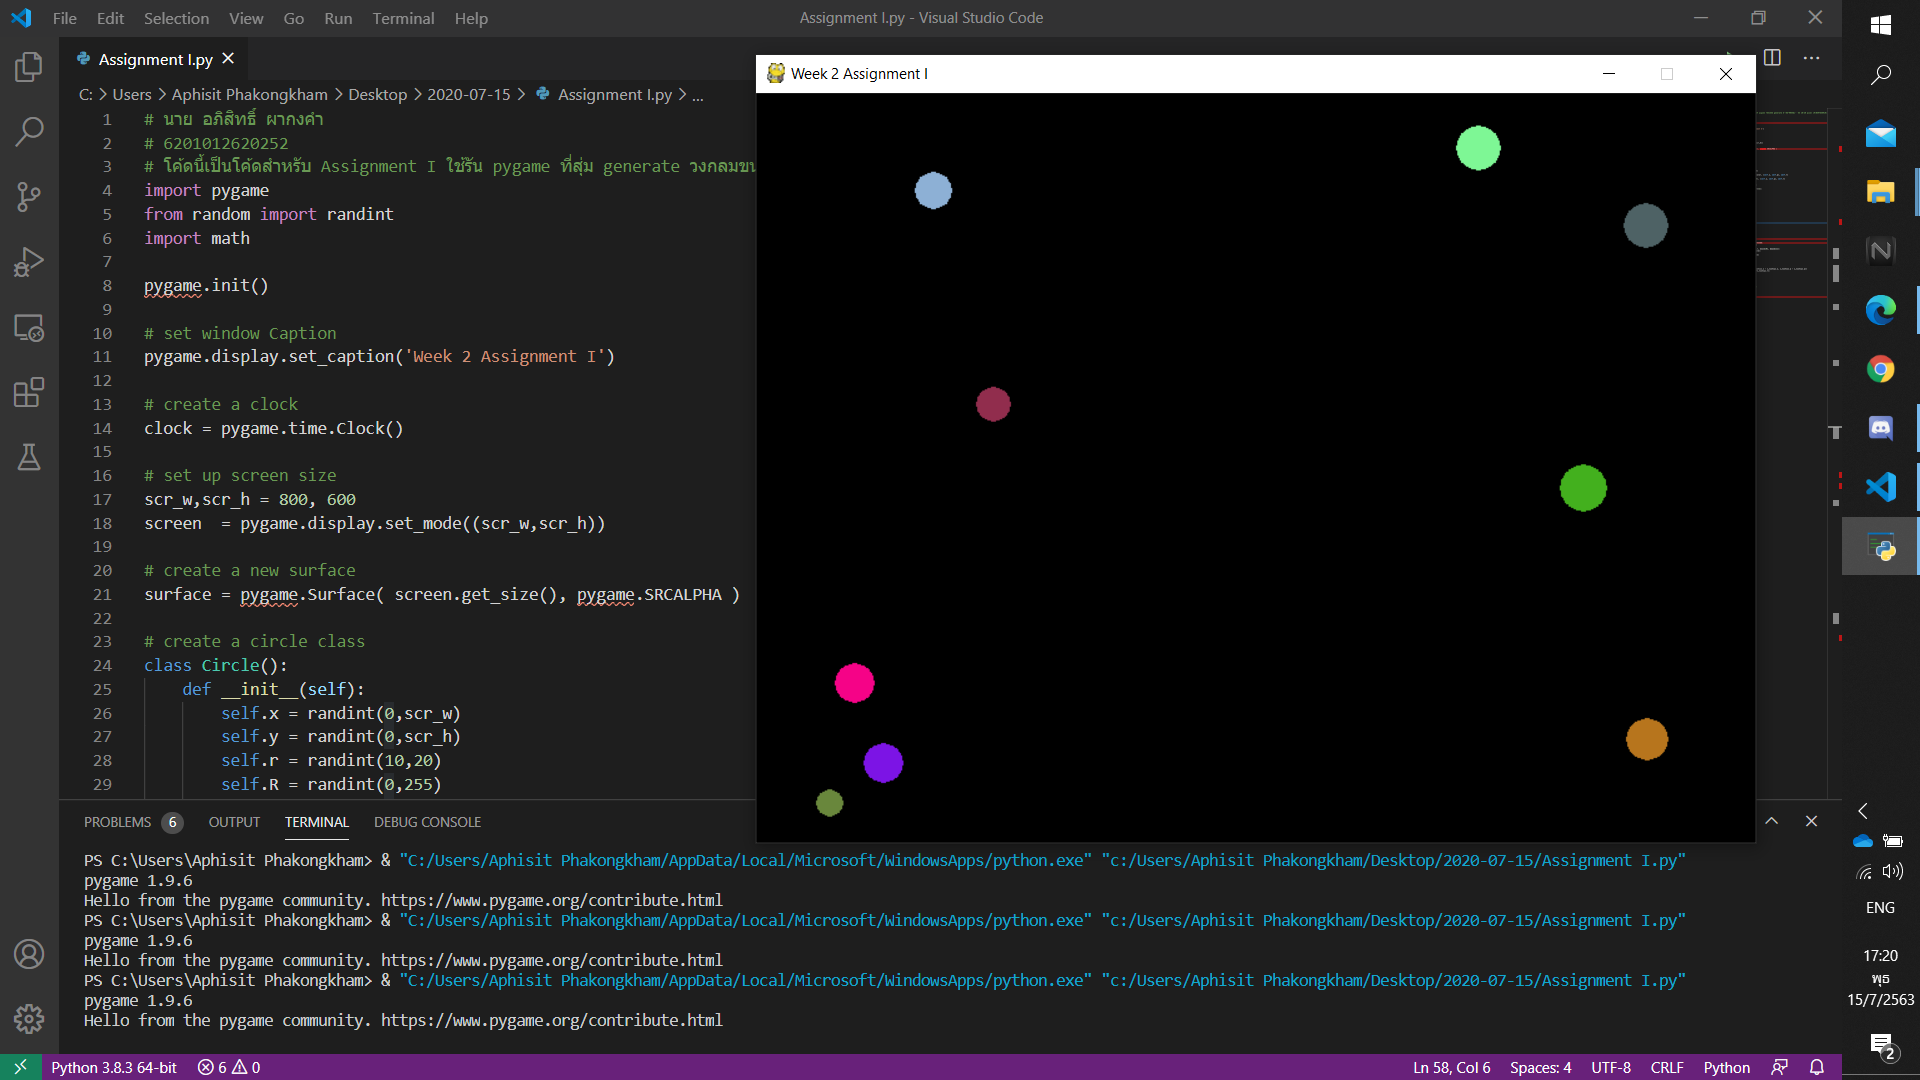 File Edit Selection View Go Run Terminal Help
Assignment I.py - Visual Studio Code
Assignment I.py
C: > Users > Aphisit Phakongkham > Desktop > 2020-07-15 > Assignment I.py > ...
1 # นาย อภิสิทธิ์ ผากงคำ
2 # 6201012620252
3 # โค้ดนี้เป็นโค้ดสำหรับ Assignment I ใช้รัน pygame ที่สุ่ม generate วงกลมขน
4 import pygame
5 from random import randint
6 import math
7
8 pygame.init()
9
10 # set window Caption
11 pygame.display.set_caption('Week 2 Assignment I')
12
13 # create a clock
14 clock = pygame.time.Clock()
15
16 # set up screen size
17 scr_w,scr_h = 800, 600
18 screen  = pygame.display.set_mode((scr_w,scr_h))
19
20 # create a new surface
21 surface = pygame.Surface( screen.get_size(), pygame.SRCALPHA )
22
23 # create a circle class
24 class Circle():
25     def __init__(self):
26         self.x = randint(0,scr_w)
27         self.y = randint(0,scr_h)
28         self.r = randint(10,20)
29         self.R = randint(0,255)
Week 2 Assignment I
PROBLEMS 6 OUTPUT TERMINAL DEBUG CONSOLE
PS C:\Users\Aphisit Phakongkham> & "C:/Users/Aphisit Phakongkham/AppData/Local/Microsoft/WindowsApps/python.exe" "c:/Users/Aphisit Phakongkham/Desktop/2020-07-15/Assignment I.py"
pygame 1.9.6
Hello from the pygame community. https://www.pygame.org/contribute.html
PS C:\Users\Aphisit Phakongkham> & "C:/Users/Aphisit Phakongkham/AppData/Local/Microsoft/WindowsApps/python.exe" "c:/Users/Aphisit Phakongkham/Desktop/2020-07-15/Assignment I.py"
pygame 1.9.6
Hello from the pygame community. https://www.pygame.org/contribute.html
PS C:\Users\Aphisit Phakongkham> & "C:/Users/Aphisit Phakongkham/AppData/Local/Microsoft/WindowsApps/python.exe" "c:/Users/Aphisit Phakongkham/Desktop/2020-07-15/Assignment I.py"
pygame 1.9.6
Hello from the pygame community. https://www.pygame.org/contribute.html
Python 3.8.3 64-bit 6 0
Ln 58, Col 6 Spaces: 4 UTF-8 CRLF Python
ENG
17:20
พุธ
15/7/2563
2